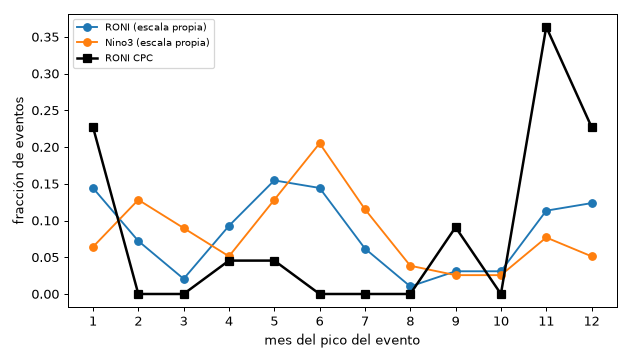 RONI (escala propia)
Nino3 (escala propia)
RONI CPC
fracción de eventos
0.35
0.30
0.25
0.20
0.15
0.10
0.05
0.00
1 2 3 4 5 6 7 8 9 10 11 12
mes del pico del evento